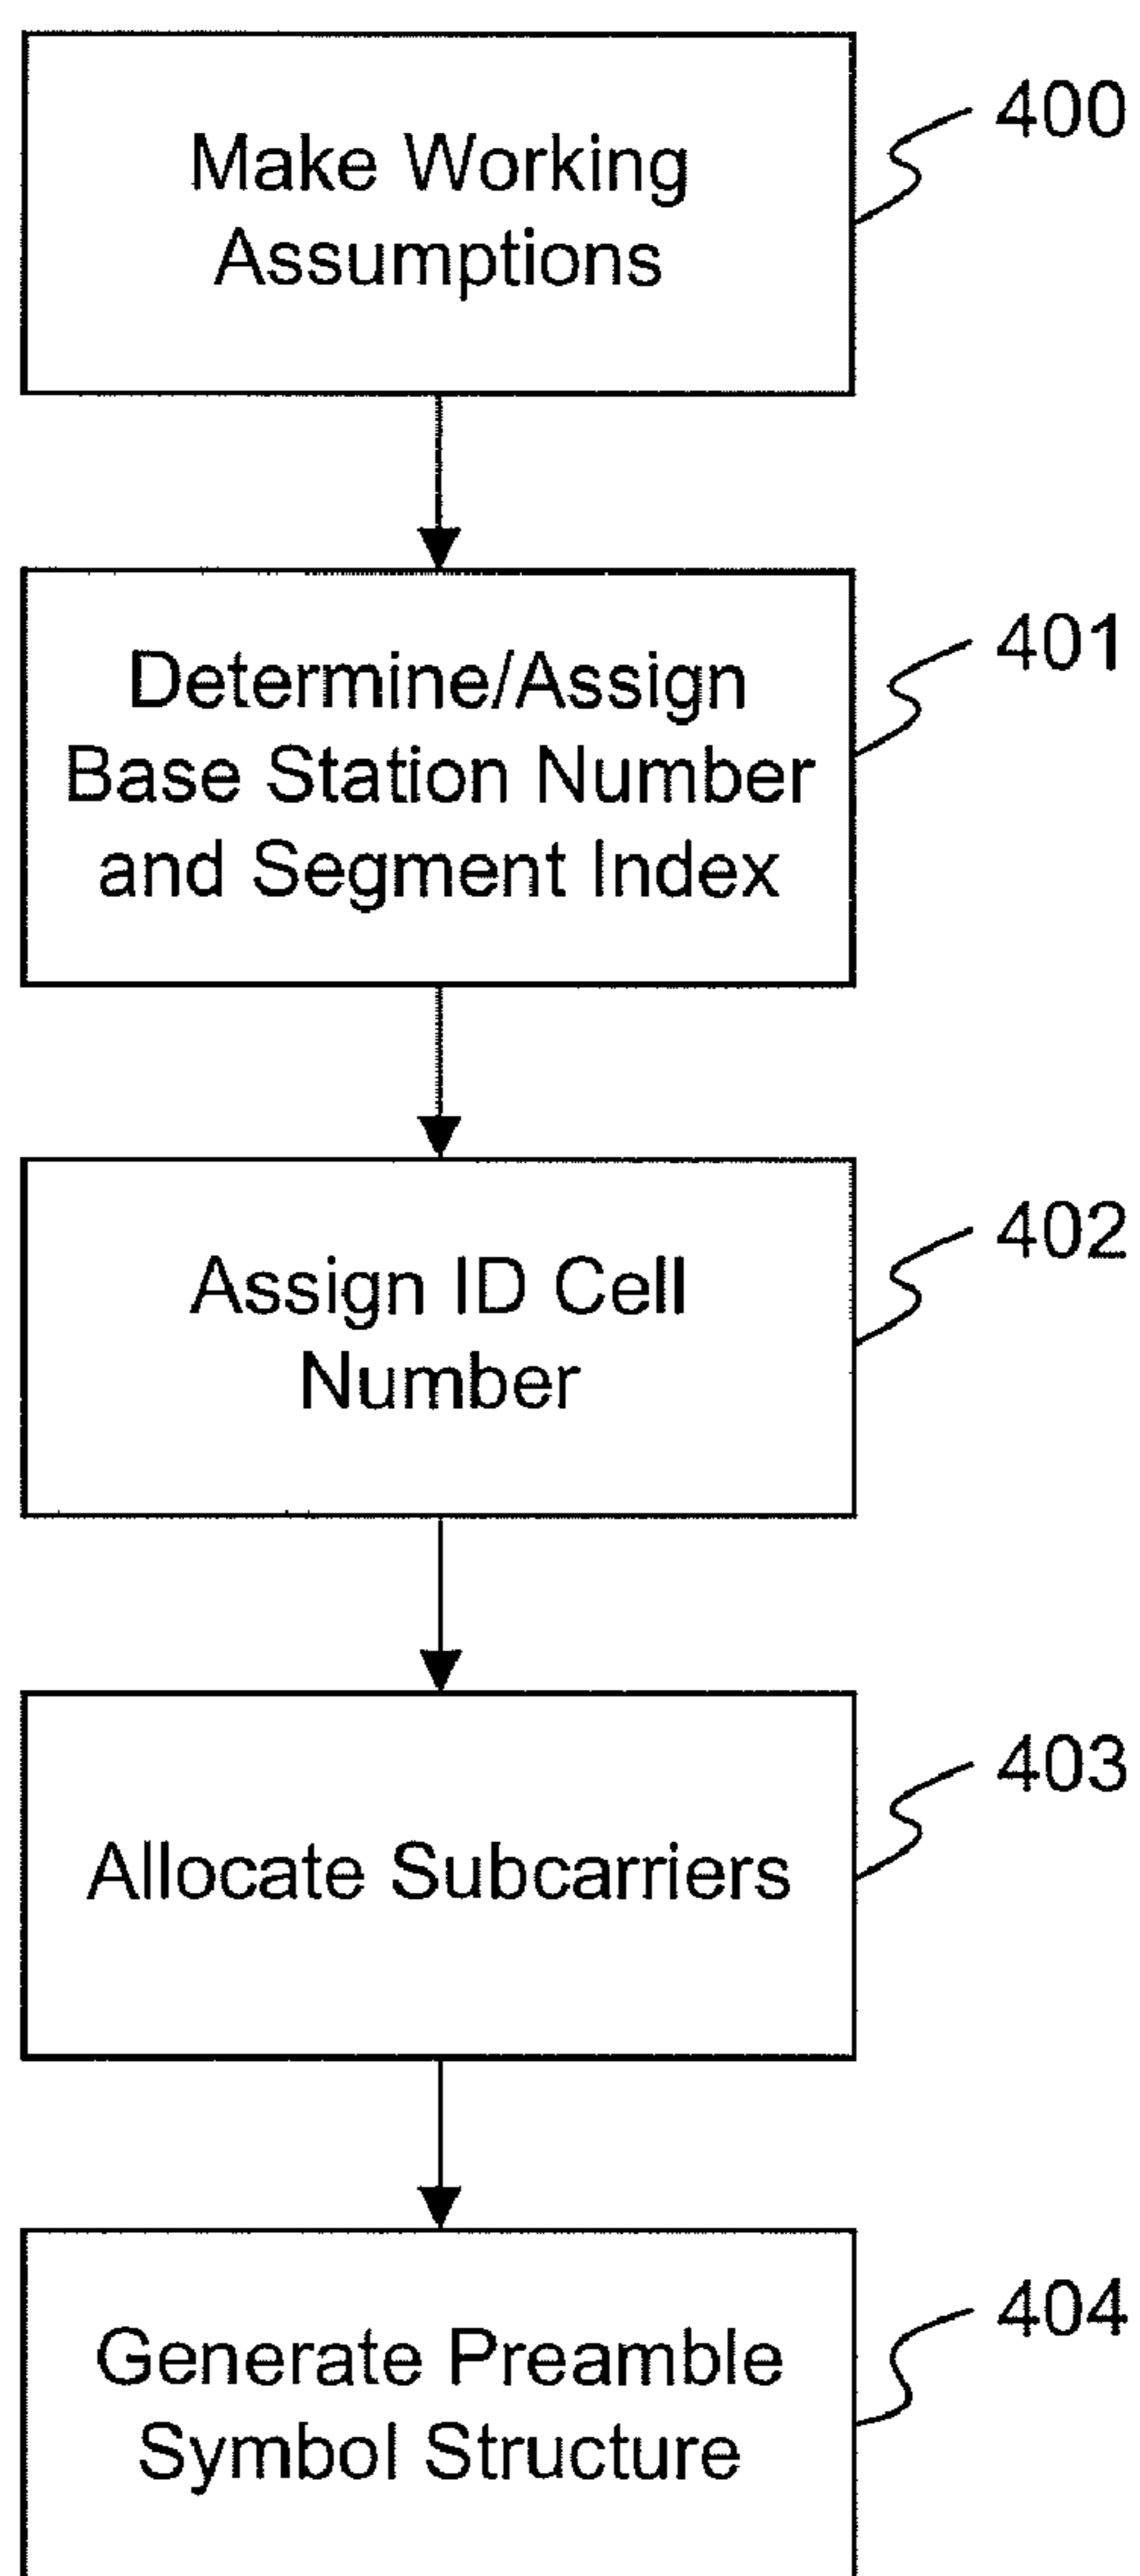 Make Working
Assumptions
400
Determine/Assign
Base Station Number
and Segment Index
401
Assign ID Cell
Number
402
Allocate Subcarriers
403
Generate Preamble
Symbol Structure
404